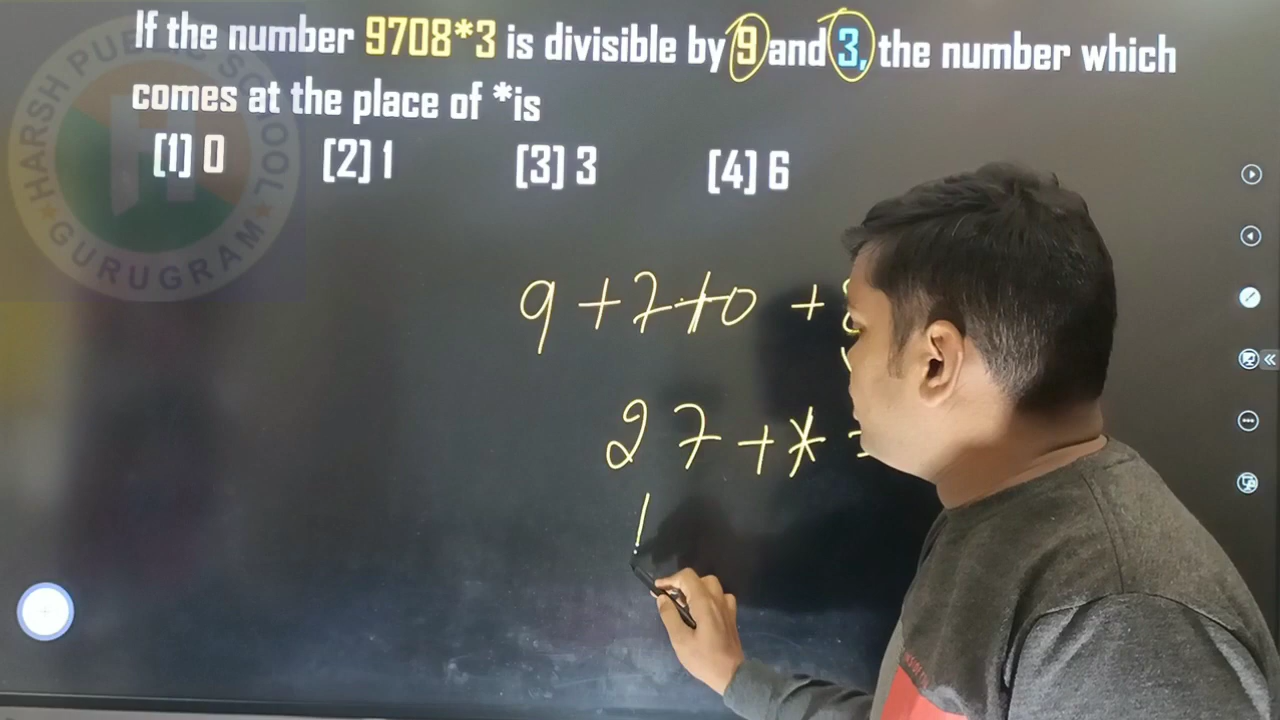 If the number 9708*3 is divisible by 9 and 3, the number which
comes at the place of *is
[1] 0 [2] 1 [3] 3 [4] 6
HARSH PUBLIC SCHOOL
GURUGRAM
9+7+0+8
27+*=
1